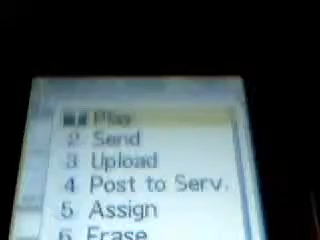 Play
2 Send
3 Upload
4 Post to Serv.
5 Assign
6 Erase